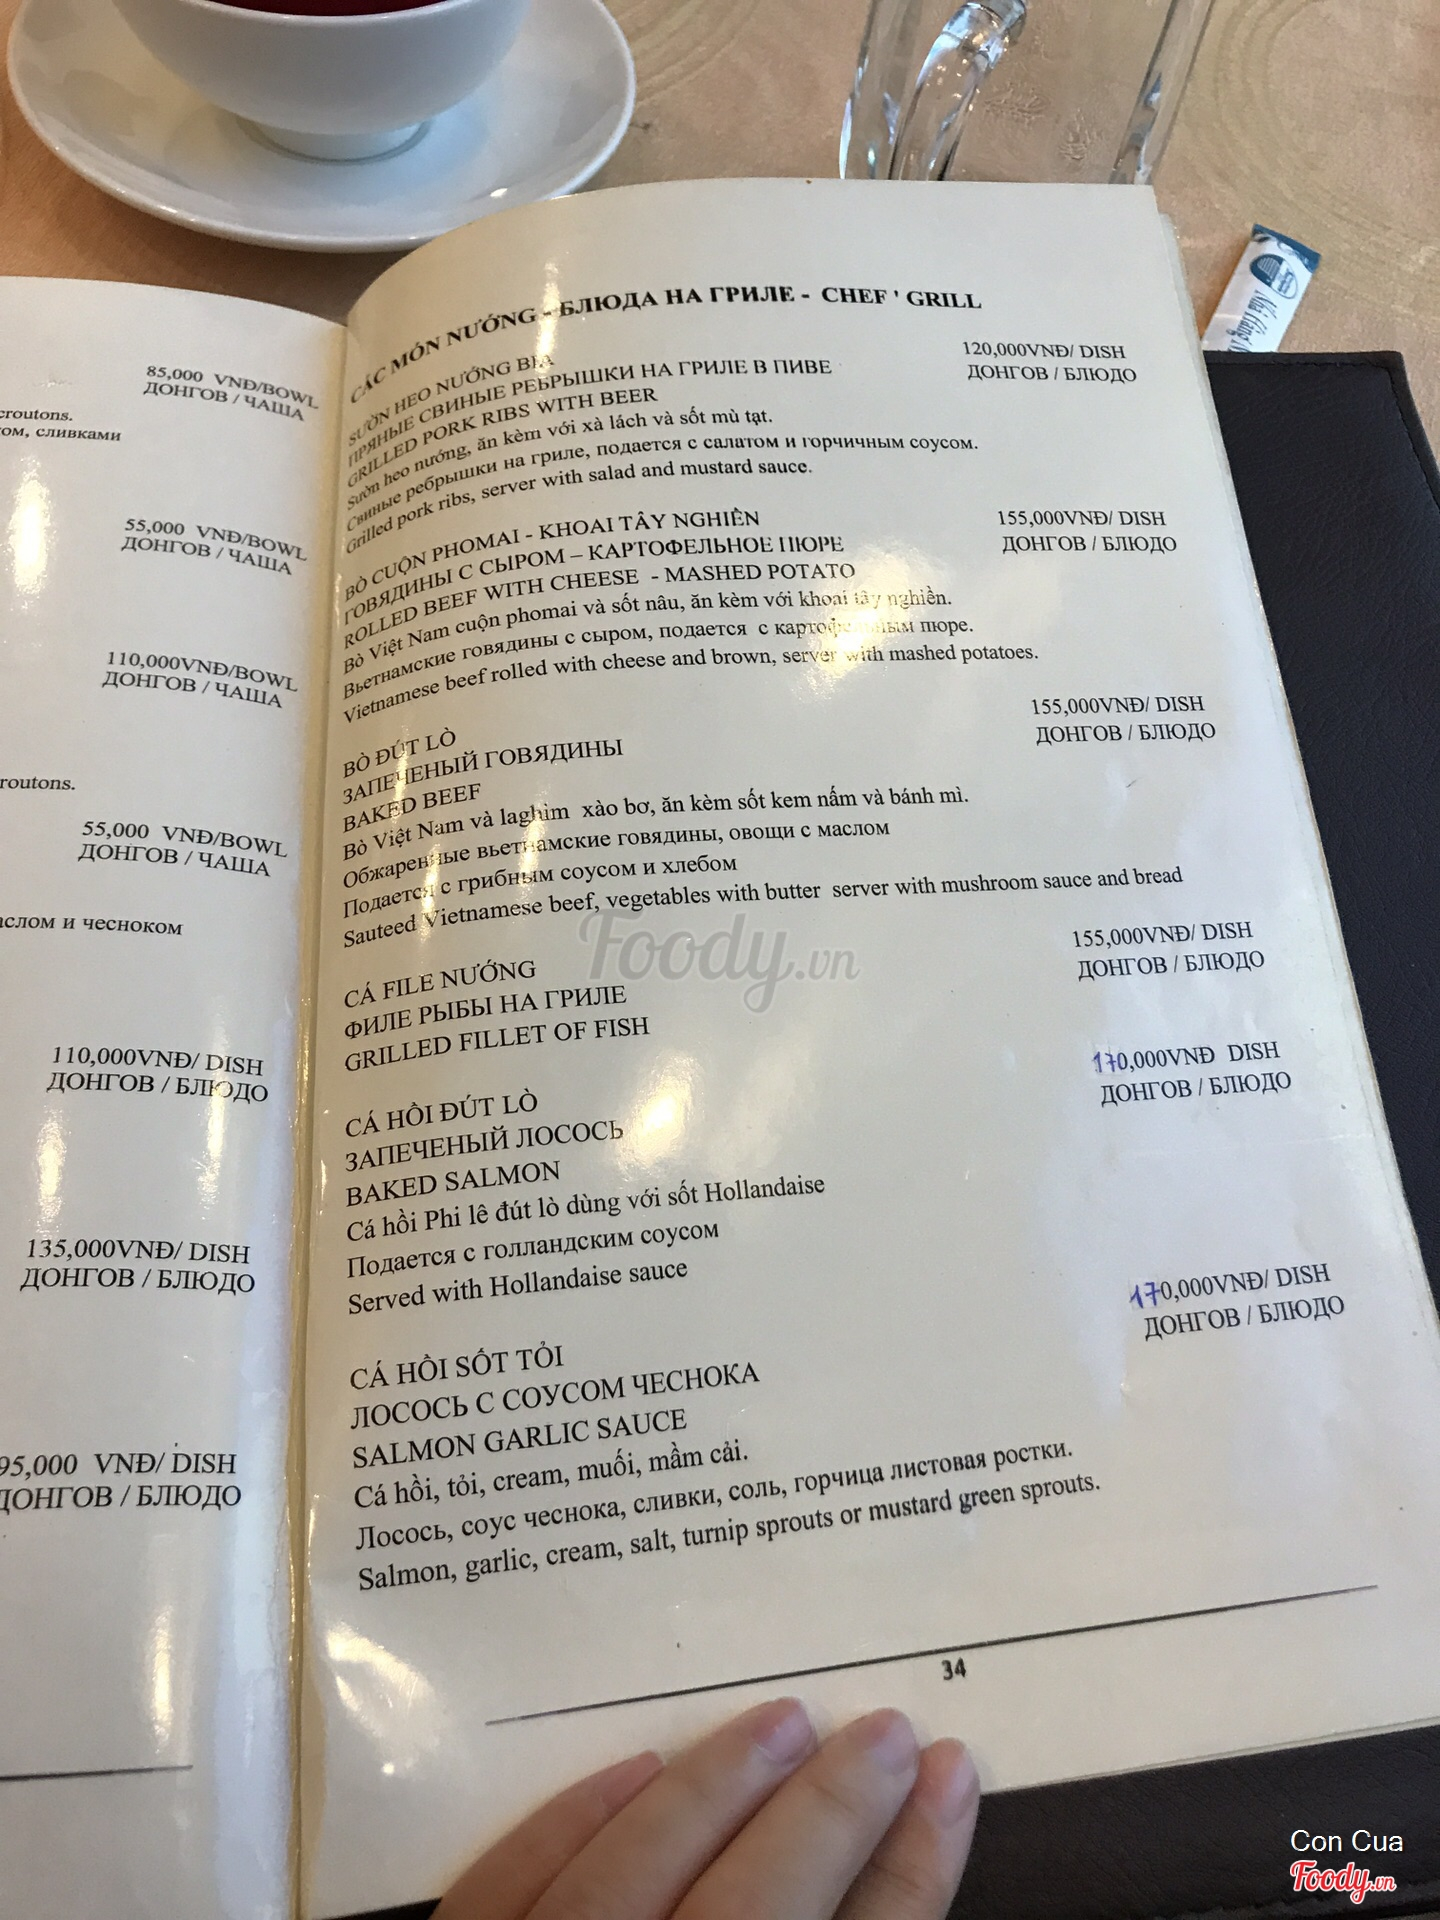 85,000 VNĐ/BOWL
ДОНГОВ / ЧАША
croutons.
ом, сливками
55,000 VNĐ/BOWL
ДОНГОВ / ЧАША
110,000VNĐ/BOWL
ДОНГОВ / ЧАША
routons.
55,000 VNĐ/BOWL
ДОНГОВ / ЧАША
аслом и чесноком
110,000VNĐ/ DISH
ДОНГОВ / БЛЮДО
135,000VNĐ/ DISH
ДОНГОВ / БЛЮДО
95,000 VNĐ/ DISH
ДОНГОВ / БЛЮДО
CÁC MÓN NƯỚNG - БЛЮДА НА ГРИЛЕ - CHEF ' GRILL
SƯỜN HEO NƯỚNG BIA 120,000VNĐ/ DISH
ПРЯНЫЕ СВИНЫЕ РЕБРЫШКИ НА ГРИЛЕ В ПИВЕ ДОНГОВ / БЛЮДО
GRILLED PORK RIBS WITH BEER
Sườn heo nướng, ăn kèm với xà lách và sốt mù tạt.
Свиные ребрышки на гриле, подается с салатом и горчичным соусом.
Grilled pork ribs, server with salad and mustard sauce.
BÒ CUỘN PHOMAI - KHOAI TÂY NGHIỀN 155,000VNĐ/ DISH
ГОВЯДИНЫ С СЫРОМ – КАРТОФЕЛЬНОЕ ПЮРЕ ДОНГОВ / БЛЮДО
ROLLED BEEF WITH CHEESE - MASHED POTATO
Bò Việt Nam cuộn phomai và sốt nâu, ăn kèm với khoai tây nghiền.
Вьетнамские говядины с сыром, подается с картофельным пюре.
Vietnamese beef rolled with cheese and brown, server with mashed potatoes.
BÒ ĐÚT LÒ 155,000VNĐ/ DISH
ЗАПЕЧЕНЫЙ ГОВЯДИНЫ ДОНГОВ / БЛЮДО
BAKED BEEF
Bò Việt Nam và laghim xào bơ, ăn kèm sốt kem nấm và bánh mì.
Обжаренные вьетнамские говядины, овощи с маслом
Подается с грибным соусом и хлебом
Sauteed Vietnamese beef, vegetables with butter server with mushroom sauce and bread
CÁ FILE NƯỚNG 155,000VNĐ/ DISH
ФИЛЕ РЫБЫ НА ГРИЛЕ ДОНГОВ / БЛЮДО
GRILLED FILLET OF FISH
CÁ HỒI ĐÚT LÒ 170,000VNĐ DISH
ЗАПЕЧЕНЫЙ ЛОСОСЬ ДОНГОВ / БЛЮДО
BAKED SALMON
Cá hồi Phi lê đút lò dùng với sốt Hollandaise
Подается с голландским соусом
Served with Hollandaise sauce
CÁ HỒI SỐT TỎI 170,000VNĐ/ DISH
ЛОСОСЬ С СОУСОМ ЧЕСНОКА ДОНГОВ / БЛЮДО
SALMON GARLIC SAUCE
Cá hồi, tỏi, cream, muối, mầm cải.
Лосось, соус чеснока, сливки, соль, горчица листовая ростки.
Salmon, garlic, cream, salt, turnip sprouts or mustard green sprouts.
34
Foody.vn
Con Cua
Foody.vn